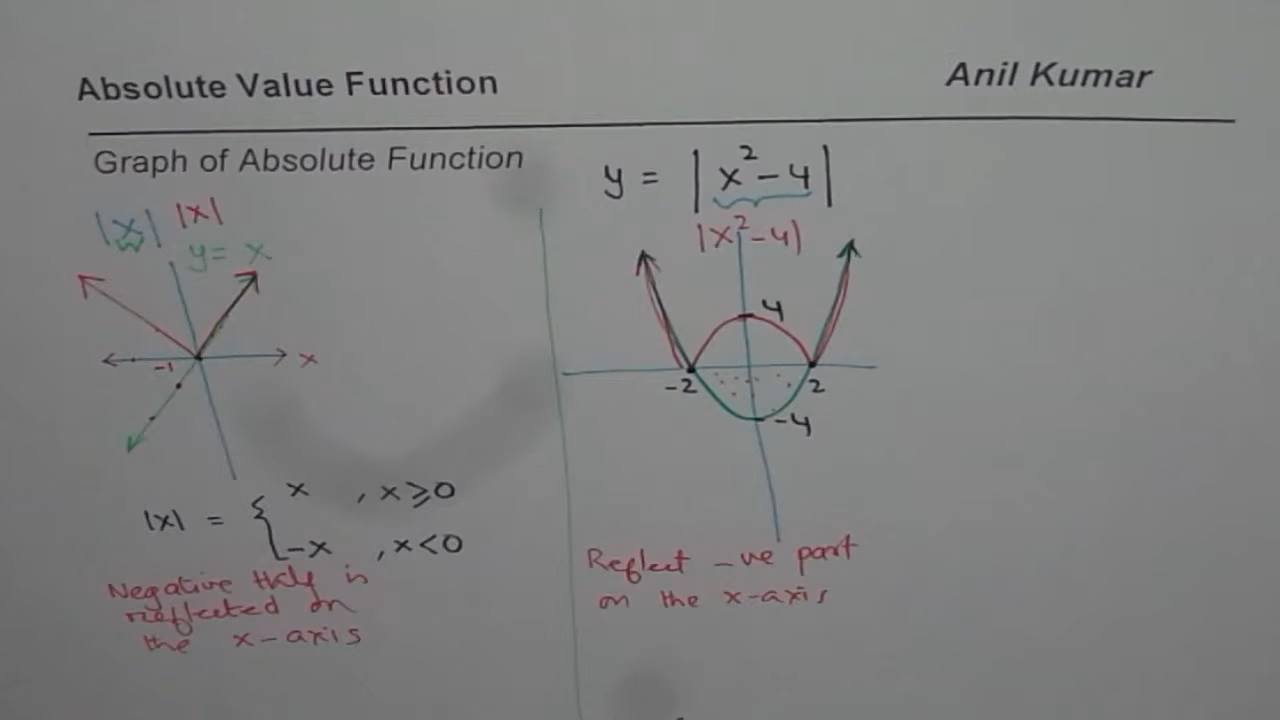 Absolute Value Function
Anil Kumar
Graph of Absolute Function
|x| |x|
y = x
x
-1
|x| = { x , x ≥ 0
-x , x < 0
Negative Half is
reflected on
the x-axis
y = |x² - 4|
|x² - 4|
4
-2
2
-4
Reflect -ve part
on the x-axis